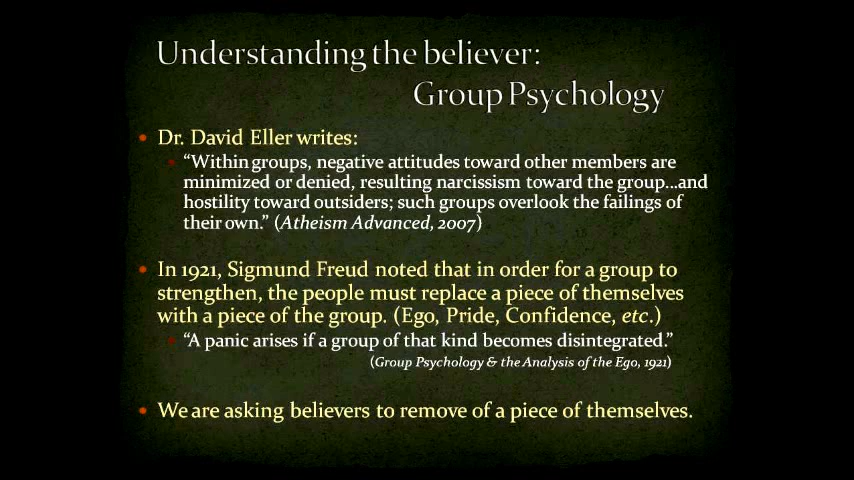 Understanding the believer:
Group Psychology
• Dr. David Eller writes:
• “Within groups, negative attitudes toward other members are
minimized or denied, resulting narcissism toward the group...and
hostility toward outsiders; such groups overlook the failings of
their own.” (Atheism Advanced, 2007)
• In 1921, Sigmund Freud noted that in order for a group to
strengthen, the people must replace a piece of themselves
with a piece of the group. (Ego, Pride, Confidence, etc.)
• “A panic arises if a group of that kind becomes disintegrated.”
(Group Psychology & the Analysis of the Ego, 1921)
• We are asking believers to remove of a piece of themselves.